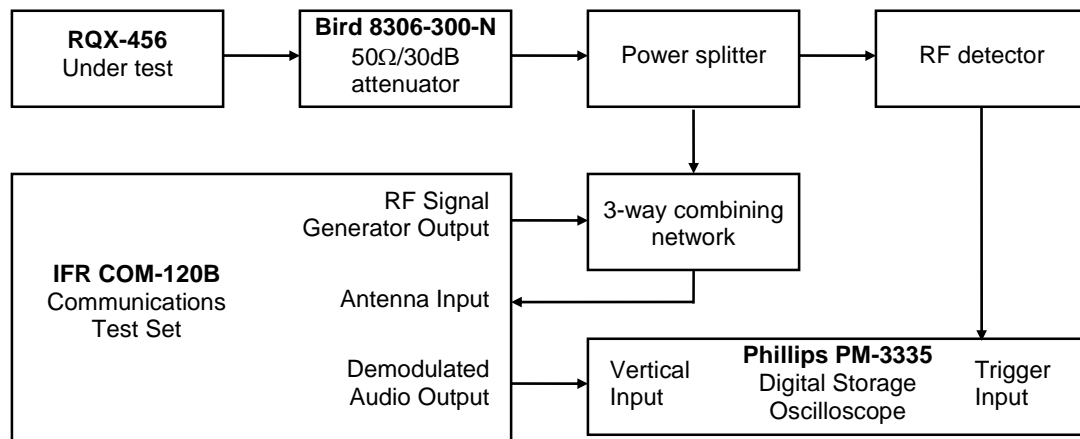 RQX-456
Under test
Bird 8306-300-N
50Ω/30dB
attenuator
Power splitter
RF detector
RF Signal
Generator Output
3-way combining
network
IFR COM-120B
Communications
Test Set
Antenna Input
Demodulated
Audio Output
Vertical
Input
Phillips PM-3335
Digital Storage
Oscilloscope
Trigger
Input